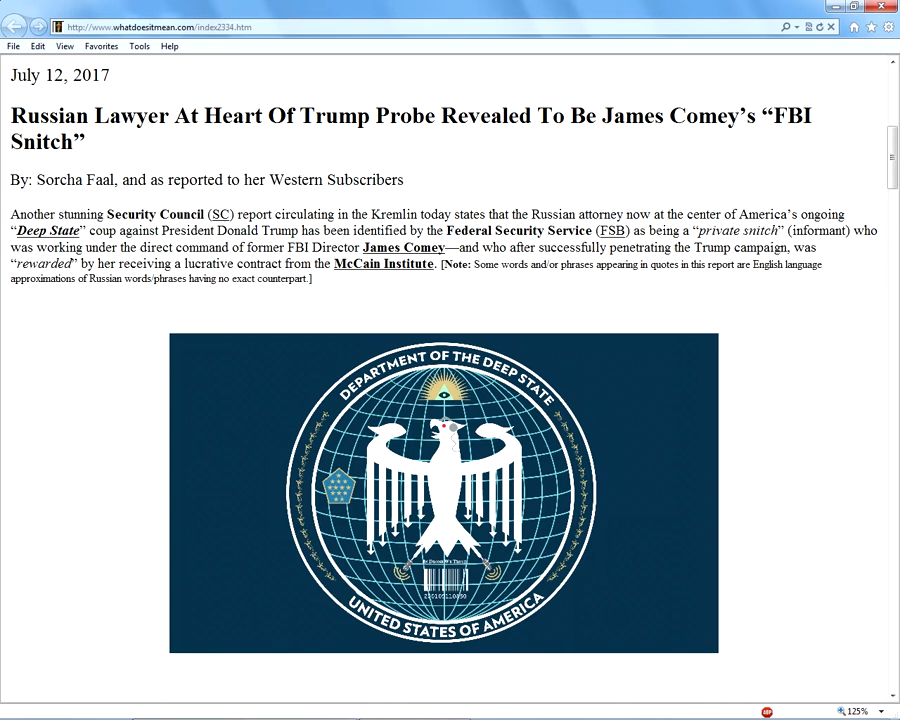 http://www.whatdoesitmean.com/index2334.htm
File Edit View Favorites Tools Help
July 12, 2017
Russian Lawyer At Heart Of Trump Probe Revealed To Be James Comey's “FBI
Snitch”
By: Sorcha Faal, and as reported to her Western Subscribers
Another stunning Security Council (SC) report circulating in the Kremlin today states that the Russian attorney now at the center of America's ongoing
“Deep State” coup against President Donald Trump has been identified by the Federal Security Service (FSB) as being a “private snitch” (informant) who
was working under the direct command of former FBI Director James Comey—and who after successfully penetrating the Trump campaign, was
“rewarded” by her receiving a lucrative contract from the McCain Institute. [Note: Some words and/or phrases appearing in quotes in this report are English language
approximations of Russian words/phrases having no exact counterpart.]
DEPARTMENT OF THE DEEP STATE
UNITED STATES OF AMERICA
ABP
125%